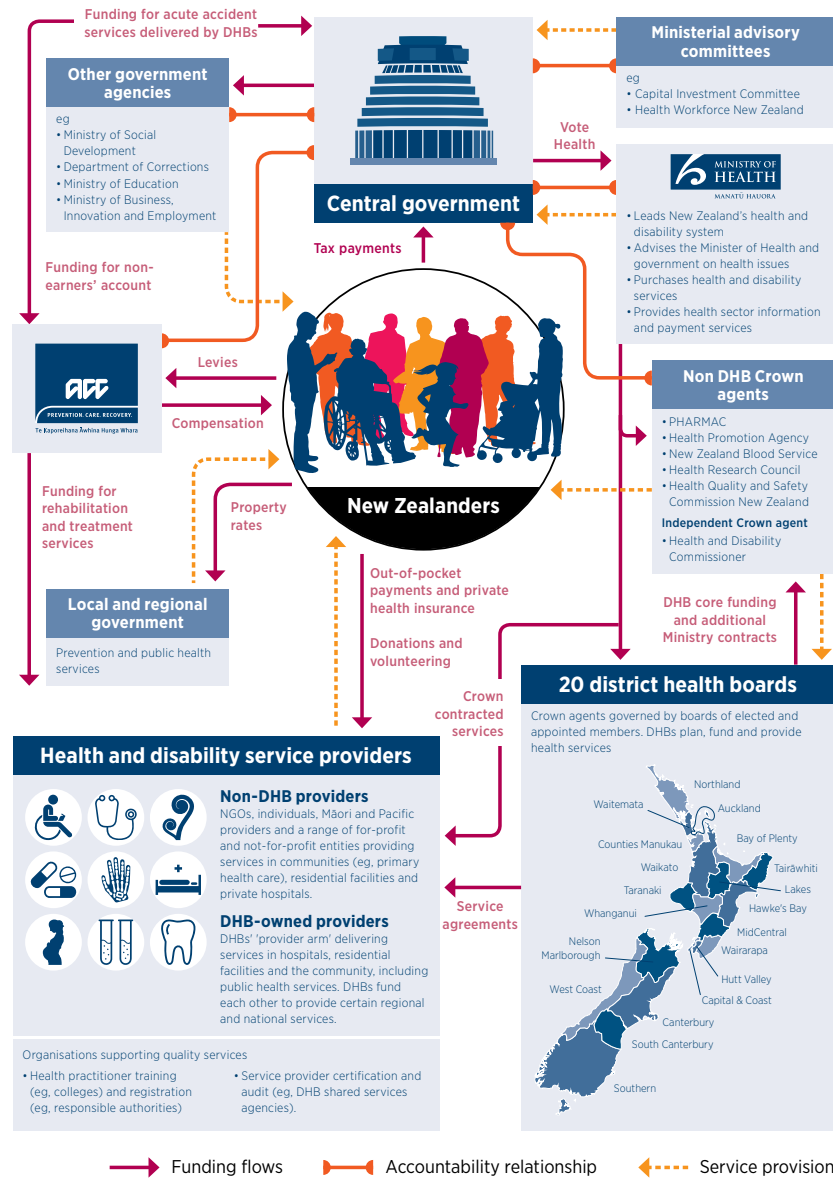 Funding for acute accident
services delivered by DHBs
Other government
agencies
eg
• Ministry of Social
Development
• Department of Corrections
• Ministry of Education
• Ministry of Business,
Innovation and Employment
Central government
Ministerial advisory
committees
eg
• Capital Investment Committee
• Health Workforce New Zealand
Vote
Health
MINISTRY OF
HEALTH
MANATŪ HAUORA
• Leads New Zealand's health and
disability system
• Advises the Minister of Health and
government on health issues
• Purchases health and disability
services
• Provides health sector information
and payment services
Tax payments
Funding for non-
earners' account
acc
PREVENTION. CARE. RECOVERY.
Te Kaporeihana Āwhina Hunga Whara
Levies
Compensation
New Zealanders
Non DHB Crown
agents
• PHARMAC
• Health Promotion Agency
• New Zealand Blood Service
• Health Research Council
• Health Quality and Safety
Commission New Zealand
Independent Crown agent
• Health and Disability
Commissioner
Funding for
rehabilitation
and treatment
services
Property
rates
Local and regional
government
Prevention and public health
services
Out-of-pocket
payments and private
health insurance
Donations and
volunteering
DHB core funding
and additional
Ministry contracts
Crown
contracted
services
20 district health boards
Crown agents governed by boards of elected and
appointed members. DHBs plan, fund and provide
health services
Northland
Waitemata
Auckland
Counties Manukau
Bay of Plenty
Waikato
Tairāwhiti
Taranaki
Lakes
Whanganui
Hawke's Bay
MidCentral
Nelson
Marlborough
Wairarapa
Hutt Valley
West Coast
Capital & Coast
Canterbury
South Canterbury
Southern
Health and disability service providers
Non-DHB providers
NGOs, individuals, Māori and Pacific
providers and a range of for-profit
and not-for-profit entities providing
services in communities (eg, primary
health care), residential facilities and
private hospitals.
DHB-owned providers
DHBs' 'provider arm' delivering
services in hospitals, residential
facilities and the community, including
public health services. DHBs fund
each other to provide certain regional
and national services.
Service
agreements
Organisations supporting quality services
• Health practitioner training
(eg, colleges) and registration
(eg, responsible authorities)
• Service provider certification and
audit (eg, DHB shared services
agencies).
Funding flows
Accountability relationship
Service provision